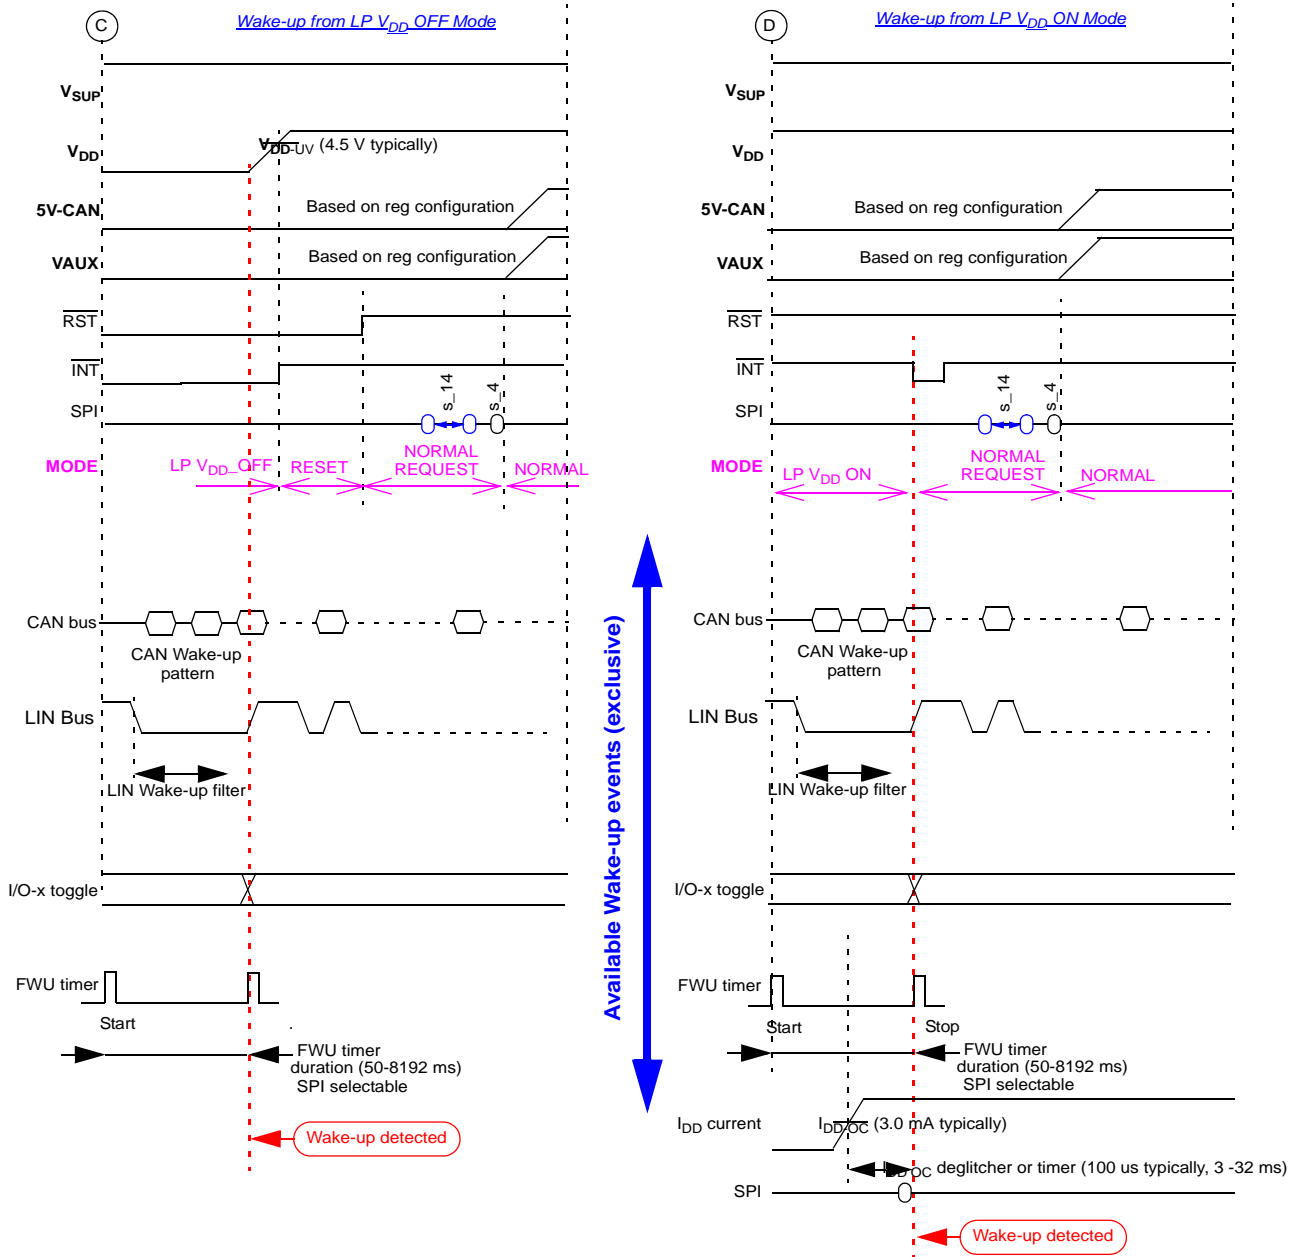 C
Wake-up from LP VDD OFF Mode
VSUP
VDD
VDD-UV (4.5 V typically)
5V-CAN
Based on reg configuration
VAUX
Based on reg configuration
RST
INT
s_14
s_4
SPI
MODE
LP VDD_OFF
RESET
NORMAL
REQUEST
NORMAL
CAN bus
CAN Wake-up
pattern
LIN Bus
LIN Wake-up filter
I/O-x toggle
FWU timer
Start
FWU timer
duration (50-8192 ms)
SPI selectable
Wake-up detected
Available Wake-up events (exclusive)
D
Wake-up from LP VDD ON Mode
VSUP
VDD
5V-CAN
Based on reg configuration
VAUX
Based on reg configuration
RST
INT
s_14
s_4
SPI
MODE
LP VDD ON
NORMAL
REQUEST
NORMAL
CAN bus
CAN Wake-up
pattern
LIN Bus
LIN Wake-up filter
I/O-x toggle
FWU timer
Start
Stop
FWU timer
duration (50-8192 ms)
SPI selectable
IDD current
IDD-OC (3.0 mA typically)
IDD-OC deglitcher or timer (100 us typically, 3 -32 ms)
SPI
Wake-up detected